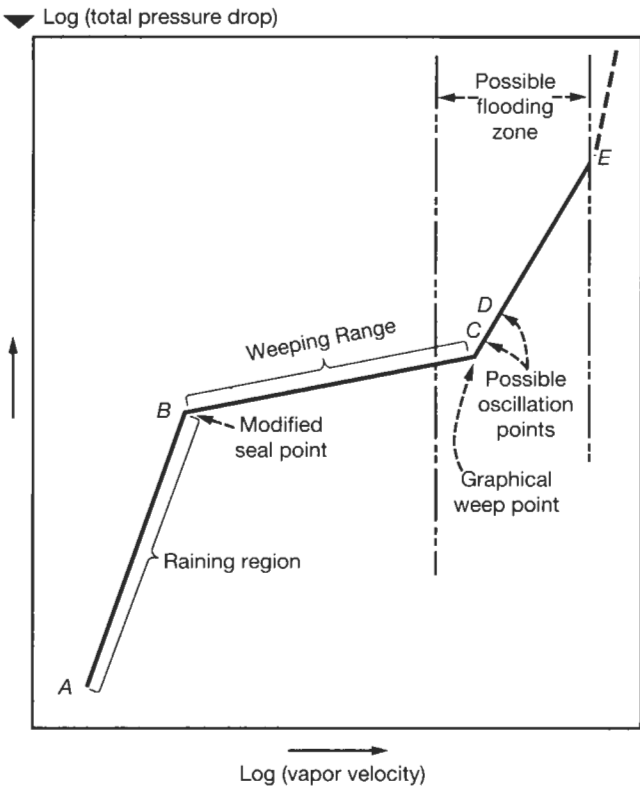 Log (total pressure drop)
Possible
flooding
zone
E
D
C
Weeping Range
B
Modified
seal point
Possible
oscillation
points
Graphical
weep point
Raining region
A
Log (vapor velocity)